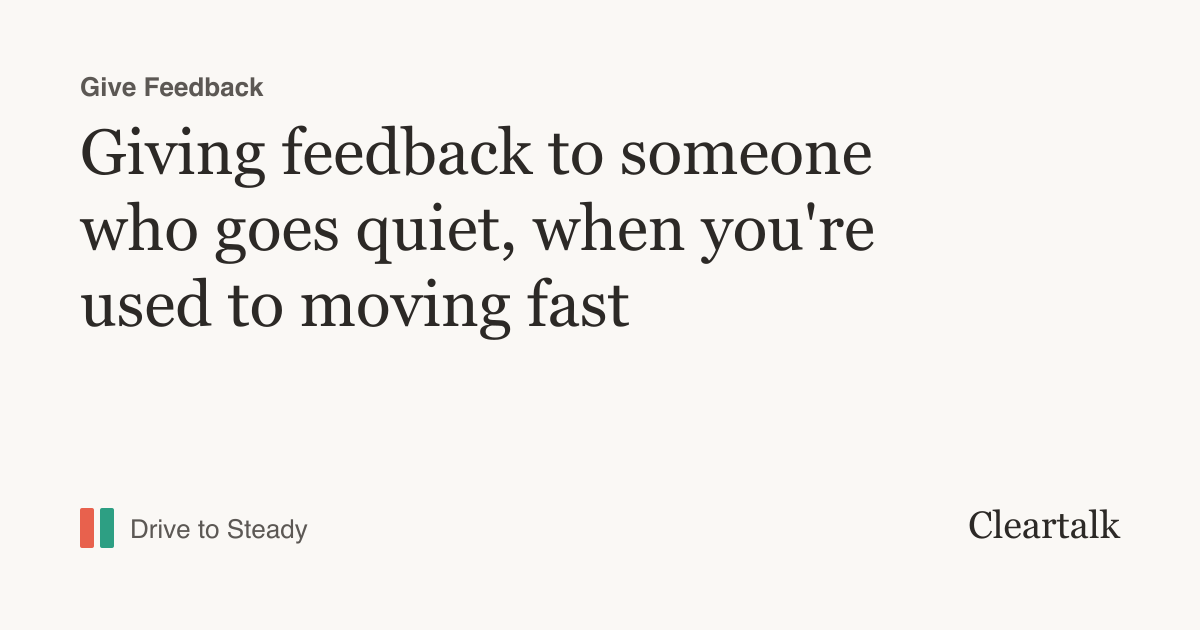 Give Feedback
Giving feedback to someone
who goes quiet, when you're
used to moving fast
Drive to Steady
Cleartalk